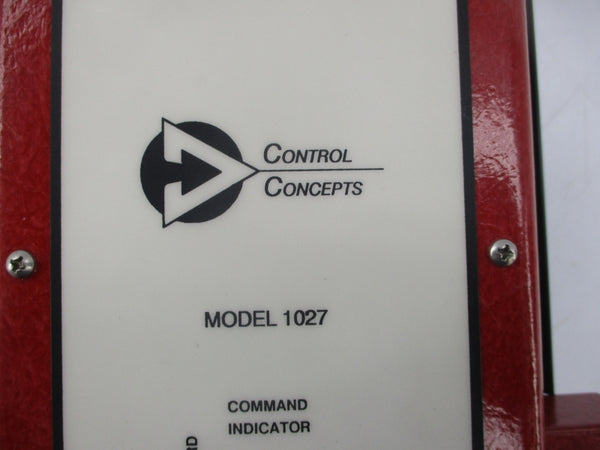 CONTROL
CONCEPTS
MODEL 1027
COMMAND
INDICATOR